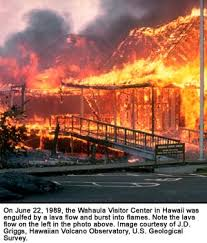 On June 22, 1989, the Wahaula Visitor Center in Hawaii was
engulfed by a lava flow and burst into flames. Note the lava
flow on the left in the photo above. Image courtesy of J.D.
Griggs, Hawaiian Volcano Observatory, U.S. Geological
Survey.